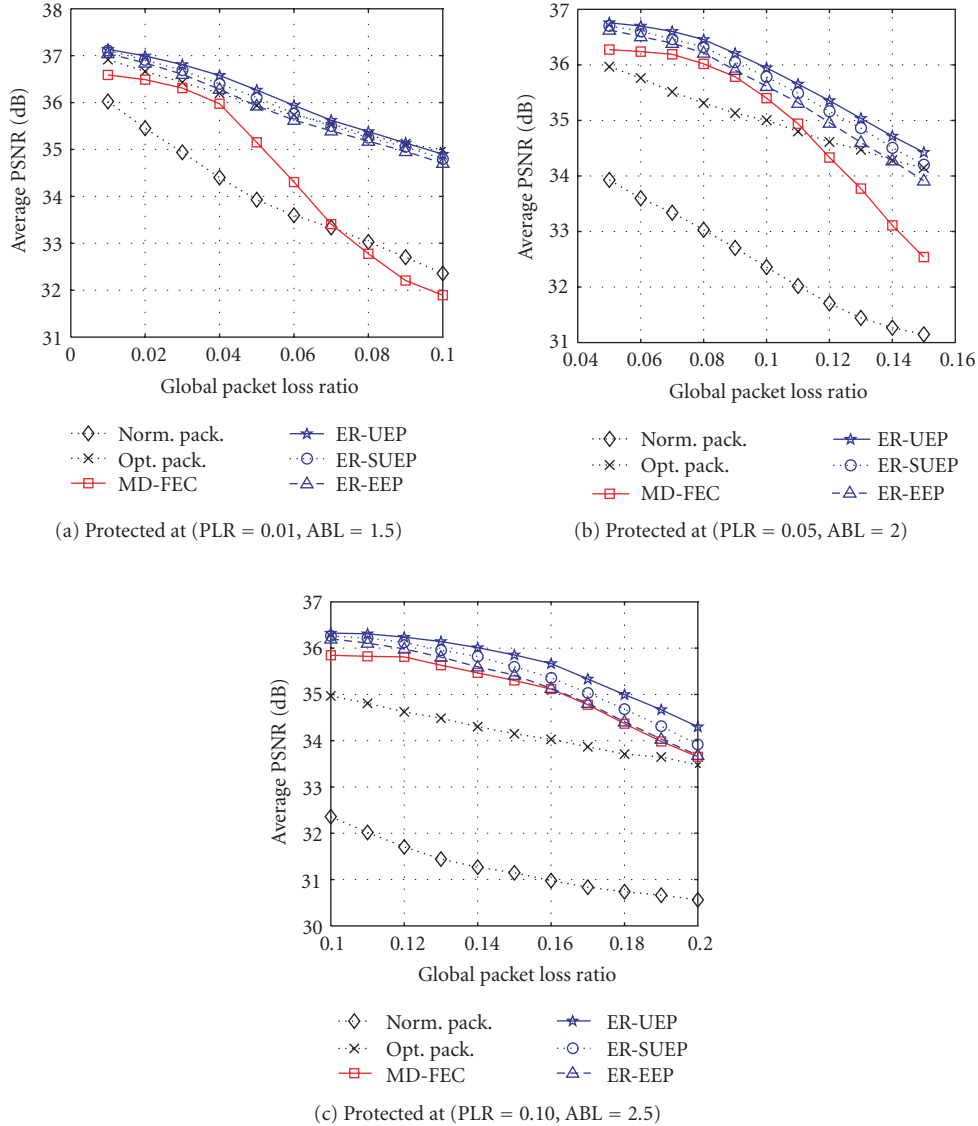 38
37
36
35
34
33
32
31
Average PSNR (dB)
0
0.02
0.04
0.06
0.08
0.1
Global packet loss ratio
Norm. pack.
Opt. pack.
MD-FEC
ER-UEP
ER-SUEP
ER-EEP
(a) Protected at (PLR = 0.01, ABL = 1.5)
37
36
35
34
33
32
31
Average PSNR (dB)
0.04
0.06
0.08
0.1
0.12
0.14
0.16
Global packet loss ratio
Norm. pack.
Opt. pack.
MD-FEC
ER-UEP
ER-SUEP
ER-EEP
(b) Protected at (PLR = 0.05, ABL = 2)
37
36
35
34
33
32
31
30
Average PSNR (dB)
0.1
0.12
0.14
0.16
0.18
0.2
Global packet loss ratio
Norm. pack.
Opt. pack.
MD-FEC
ER-UEP
ER-SUEP
ER-EEP
(c) Protected at (PLR = 0.10, ABL = 2.5)